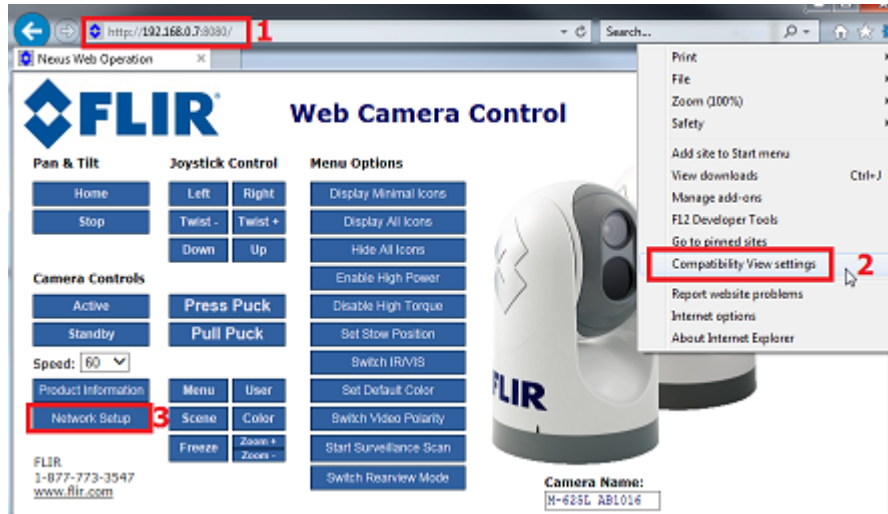 http://192.168.0.7:8080/
1
Search...
Nexus Web Operation
FLIR
Web Camera Control
Pan & Tilt
Home
Stop
Joystick Control
Left Right
Twist - Twist +
Down Up
Menu Options
Display Minimal Icons
Display All Icons
Hide All Icons
Enable High Power
Disable High Torque
Set Stow Position
Switch IR/VIS
Set Default Color
Switch Video Polarity
Start Surveillance Scan
Switch Rearview Mode
Camera Controls
Active
Standby
Speed: 60
Product Information
Network Setup
3
Press Puck
Pull Puck
Menu User
Scene Color
Freeze Zoom +
Zoom -
FLIR
1-877-773-3547
www.flir.com
FLIR
Camera Name:
M-625L AB1016
Print
File
Zoom (100%)
Safety
Add site to Start menu
View downloads Ctrl+J
Manage add-ons
F12 Developer Tools
Go to pinned sites
Compatibility View settings
2
Report website problems
Internet options
About Internet Explorer